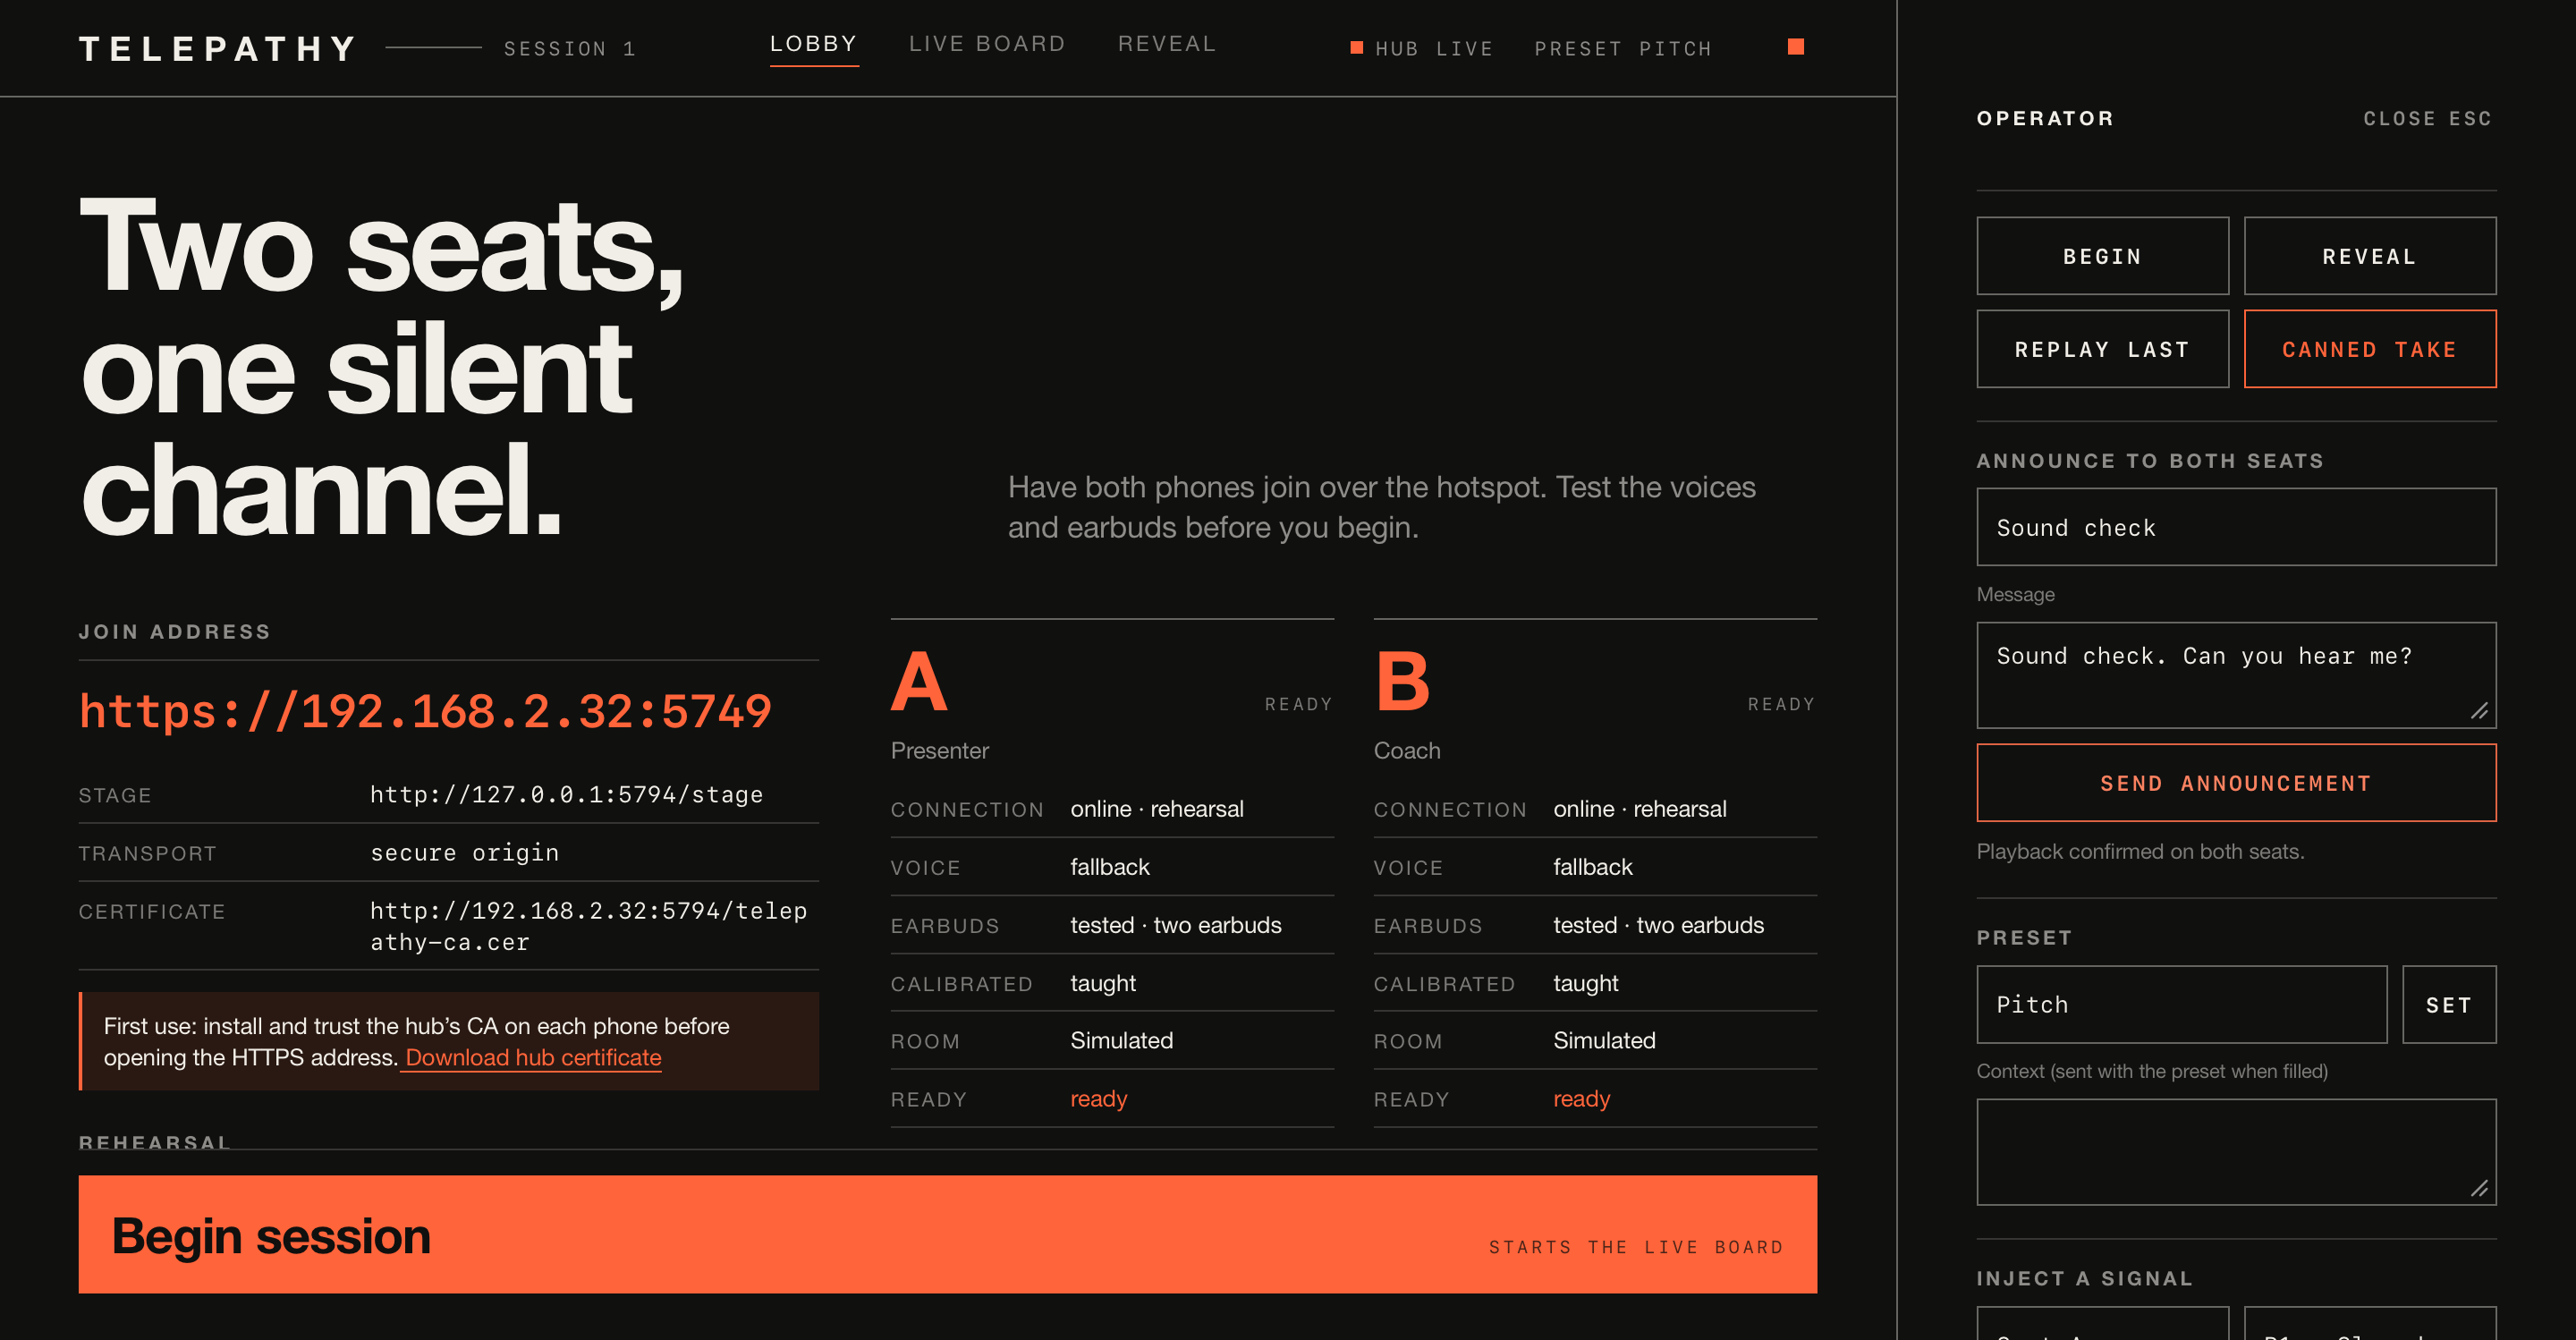 TELEPATHY SESSION 1 LOBBY LIVE BOARD REVEAL HUB LIVE PRESET PITCH
Two seats,
one silent
channel.
Have both phones join over the hotspot. Test the voices
and earbuds before you begin.
JOIN ADDRESS
https://192.168.2.32:5749
STAGE http://127.0.0.1:5794/stage
TRANSPORT secure origin
CERTIFICATE http://192.168.2.32:5794/telep
athy-ca.cer
First use: install and trust the hub’s CA on each phone before
opening the HTTPS address. Download hub certificate
REHEARSAL
A READY
Presenter
CONNECTION online · rehearsal
VOICE fallback
EARBUDS tested · two earbuds
CALIBRATED taught
ROOM Simulated
READY ready
B READY
Coach
CONNECTION online · rehearsal
VOICE fallback
EARBUDS tested · two earbuds
CALIBRATED taught
ROOM Simulated
READY ready
Begin session STARTS THE LIVE BOARD
OPERATOR CLOSE ESC
BEGIN REVEAL
REPLAY LAST CANNED TAKE
ANNOUNCE TO BOTH SEATS
Sound check
Message
Sound check. Can you hear me?
SEND ANNOUNCEMENT
Playback confirmed on both seats.
PRESET
Pitch SET
Context (sent with the preset when filled)
INJECT A SIGNAL